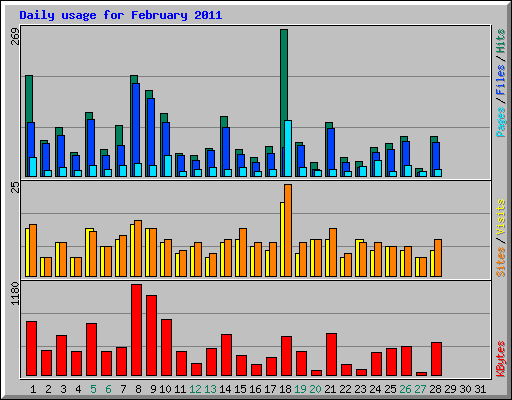 Daily usage for February 2011
269
Pages / Files / Hits
25
Sites / Visits
1180
KBytes
1 2 3 4 5 6 7 8 9 10 11 12 13 14 15 16 17 18 19 20 21 22 23 24 25 26 27 28 29 30 31